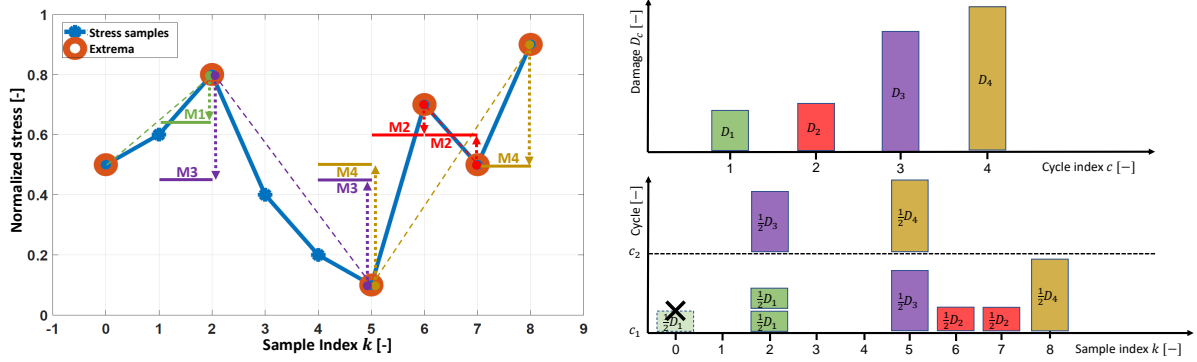 1
0.8
0.6
0.4
0.2
0
Normalized stress [-]
Stress samples
Extrema
M1
M3
M2
M2
M4
M3
M4
-1 0 1 2 3 4 5 6 7 8 9
Sample Index k [-]
Damage D_c [−]
D_1
D_2
D_3
D_4
1 2 3 4
Cycle index c [−]
Cycle [−]
c_2
c_1
½D_3
½D_4
½D_1
½D_1
½D_1
½D_3
½D_2
½D_2
½D_4
0 1 2 3 4 5 6 7 8
Sample index k [−]